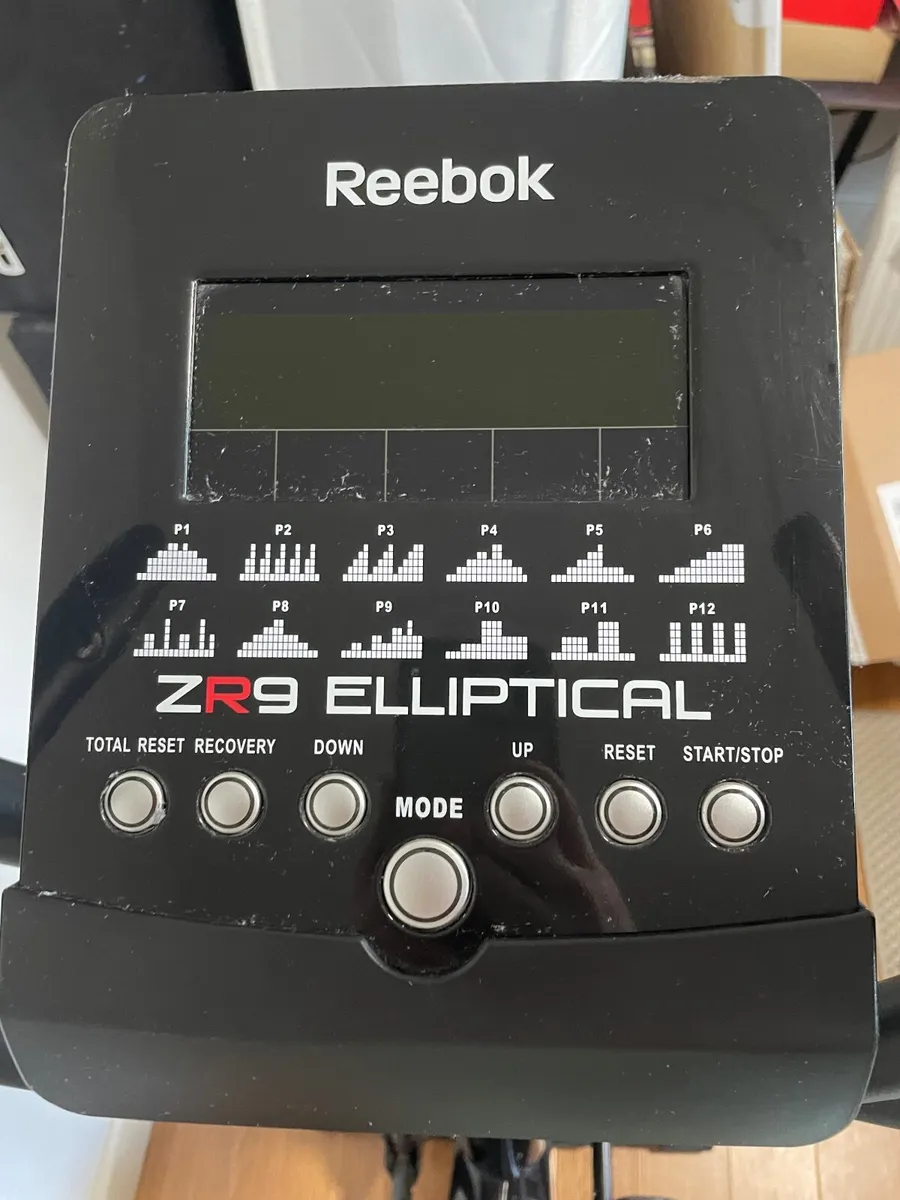 Reebok
P1 P2 P3 P4 P5 P6
P7 P8 P9 P10 P11 P12
ZR9 ELLIPTICAL
TOTAL RESET RECOVERY DOWN UP RESET START/STOP
MODE